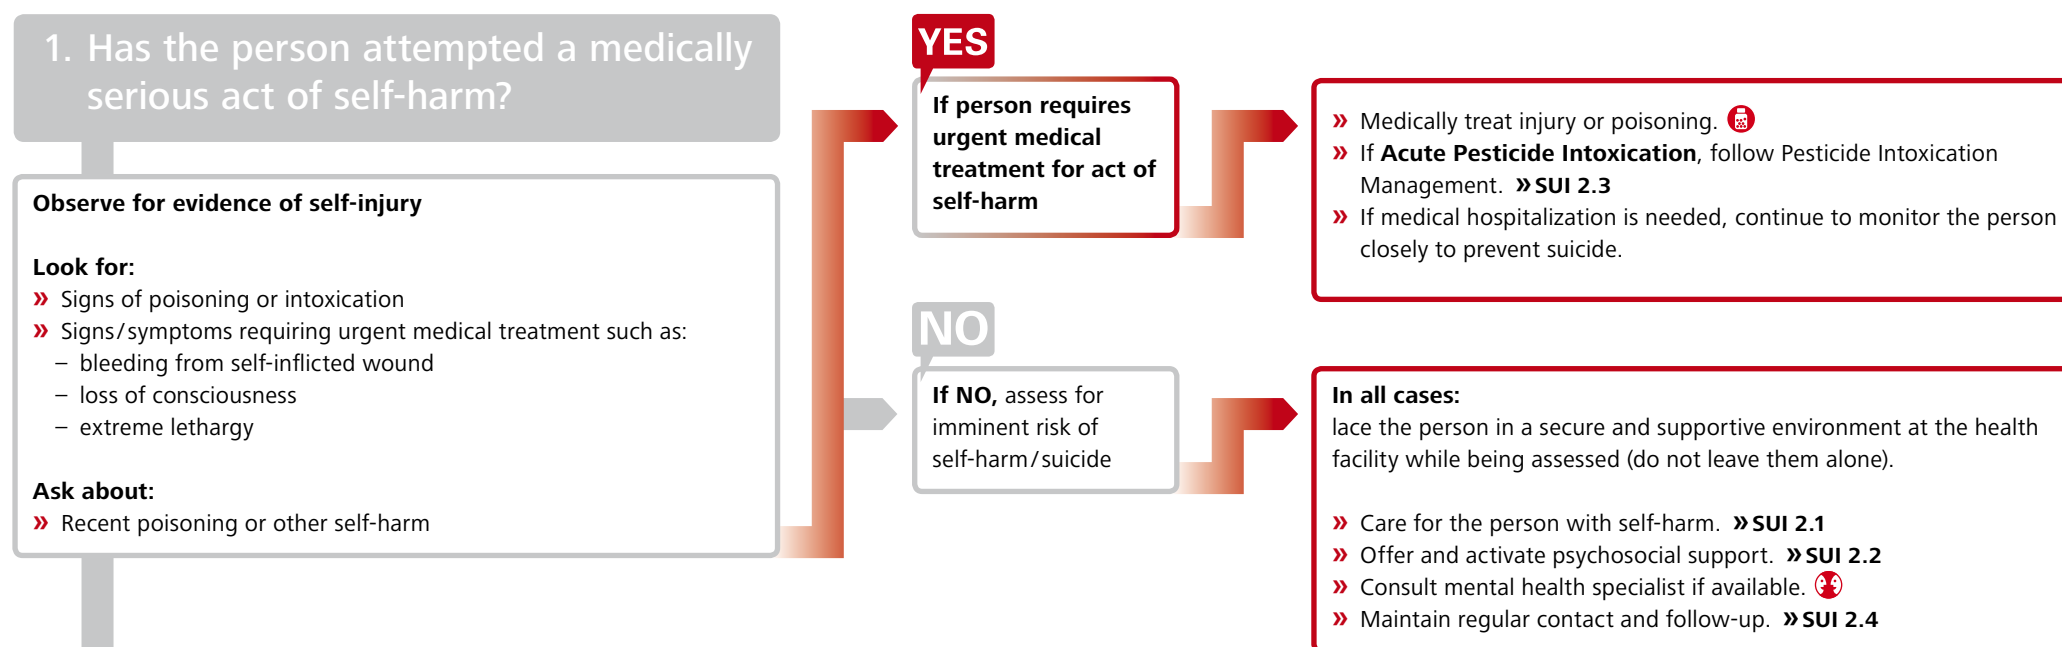 1. Has the person attempted a medically
serious act of self-harm?
Observe for evidence of self-injury
Look for:
» Signs of poisoning or intoxication
» Signs/symptoms requiring urgent medical treatment such as:
– bleeding from self-inflicted wound
– loss of consciousness
– extreme lethargy
Ask about:
» Recent poisoning or other self-harm
YES
If person requires
urgent medical
treatment for act of
self-harm
» Medically treat injury or poisoning.
» If Acute Pesticide Intoxication, follow Pesticide Intoxication
Management. » SUI 2.3
» If medical hospitalization is needed, continue to monitor the person
closely to prevent suicide.
NO
If NO, assess for
imminent risk of
self-harm/suicide
In all cases:
lace the person in a secure and supportive environment at the health
facility while being assessed (do not leave them alone).
» Care for the person with self-harm. » SUI 2.1
» Offer and activate psychosocial support. » SUI 2.2
» Consult mental health specialist if available.
» Maintain regular contact and follow-up. » SUI 2.4